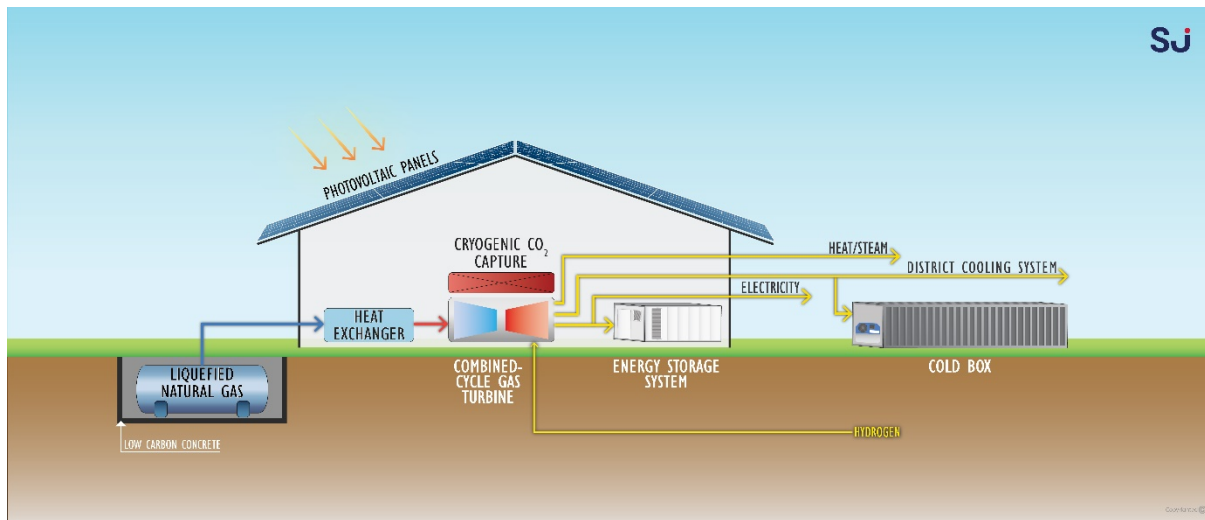 SJ
PHOTOVOLTAIC PANELS
CRYOGENIC CO2
CAPTURE
HEAT/STEAM
DISTRICT COOLING SYSTEM
ELECTRICITY
HEAT
EXCHANGER
COMBINED-
CYCLE GAS
TURBINE
ENERGY STORAGE
SYSTEM
COLD BOX
LIQUEFIED
NATURAL GAS
HYDROGEN
LOW CARBON CONCRETE